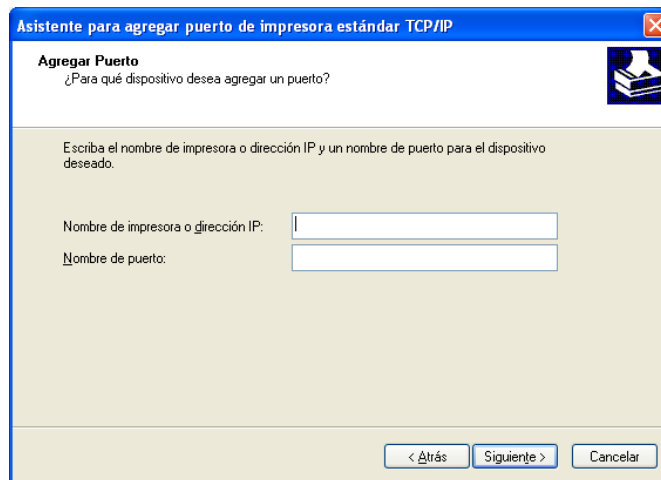 Asistente para agregar puerto de impresora estándar TCP/IP
Agregar Puerto
¿Para qué dispositivo desea agregar un puerto?
Escriba el nombre de impresora o dirección IP y un nombre de puerto para el dispositivo
deseado.
Nombre de impresora o dirección IP:
Nombre de puerto:
< Atrás Siguiente > Cancelar